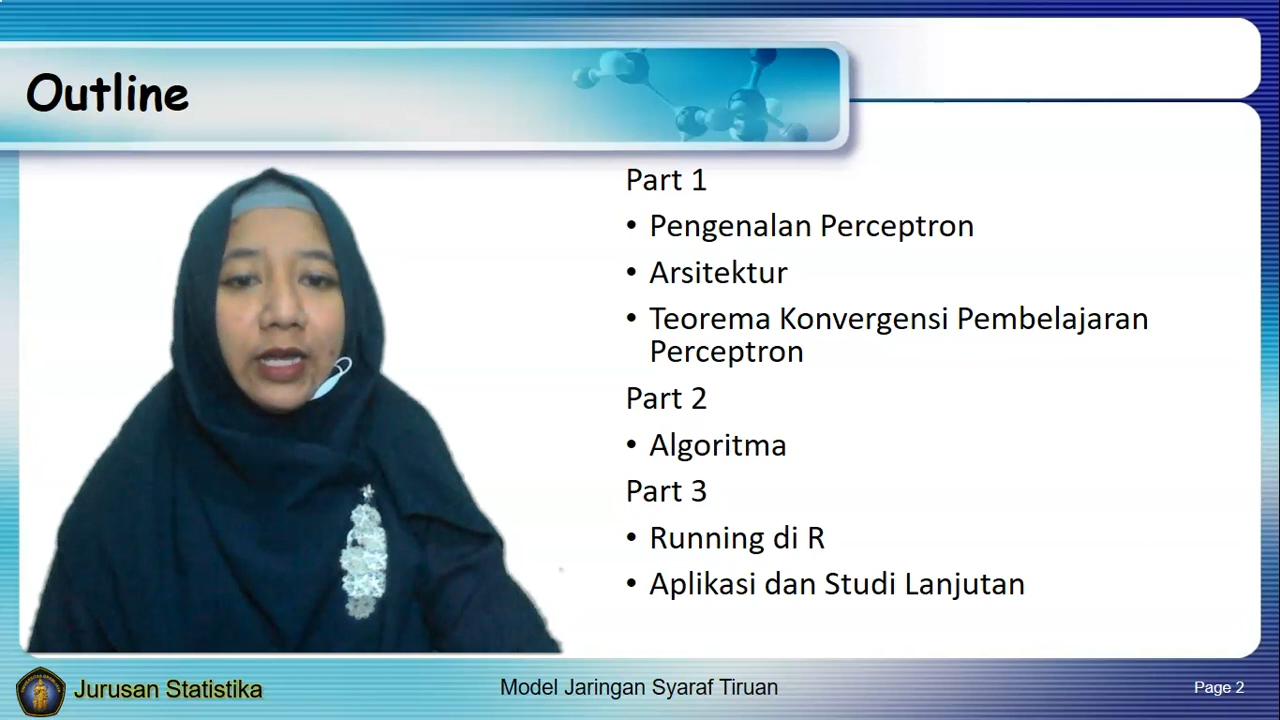 Outline
Part 1
• Pengenalan Perceptron
• Arsitektur
• Teorema Konvergensi Pembelajaran
Perceptron
Part 2
• Algoritma
Part 3
• Running di R
• Aplikasi dan Studi Lanjutan
Jurusan Statistika
Model Jaringan Syaraf Tiruan
Page 2